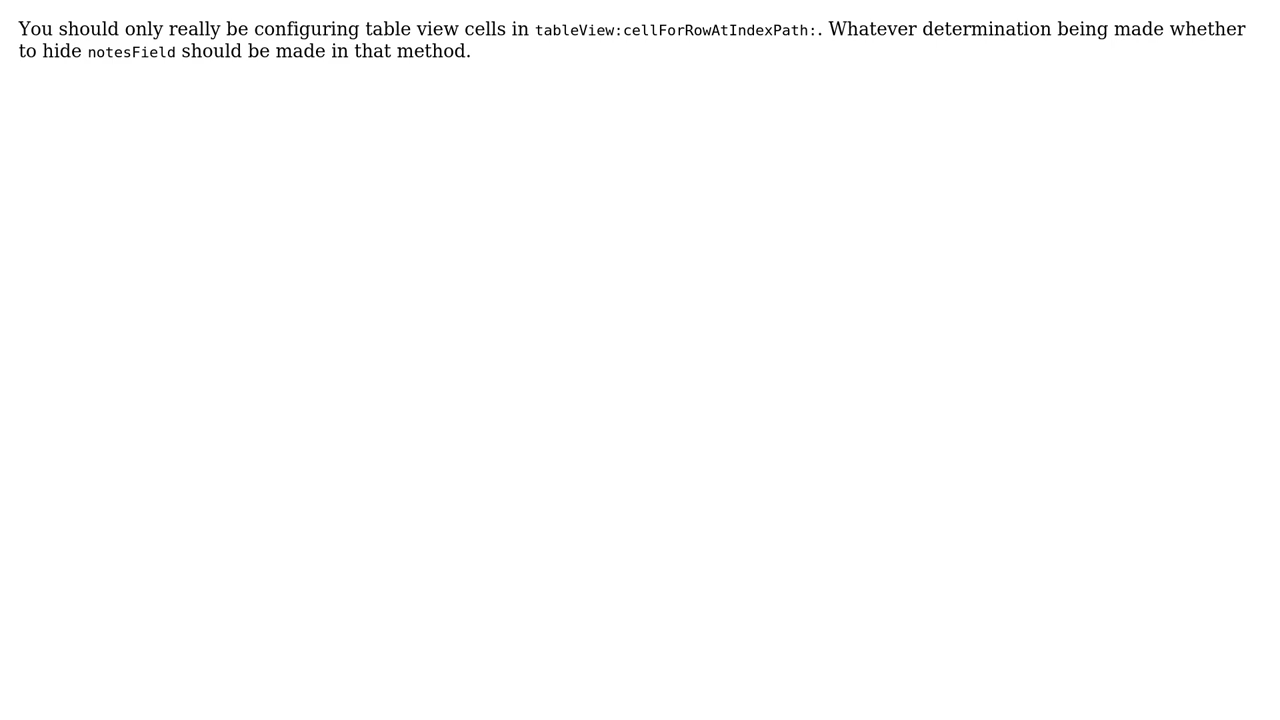 You should only really be configuring table view cells in tableView:cellForRowAtIndexPath:. Whatever determination being made whether
to hide notesField should be made in that method.